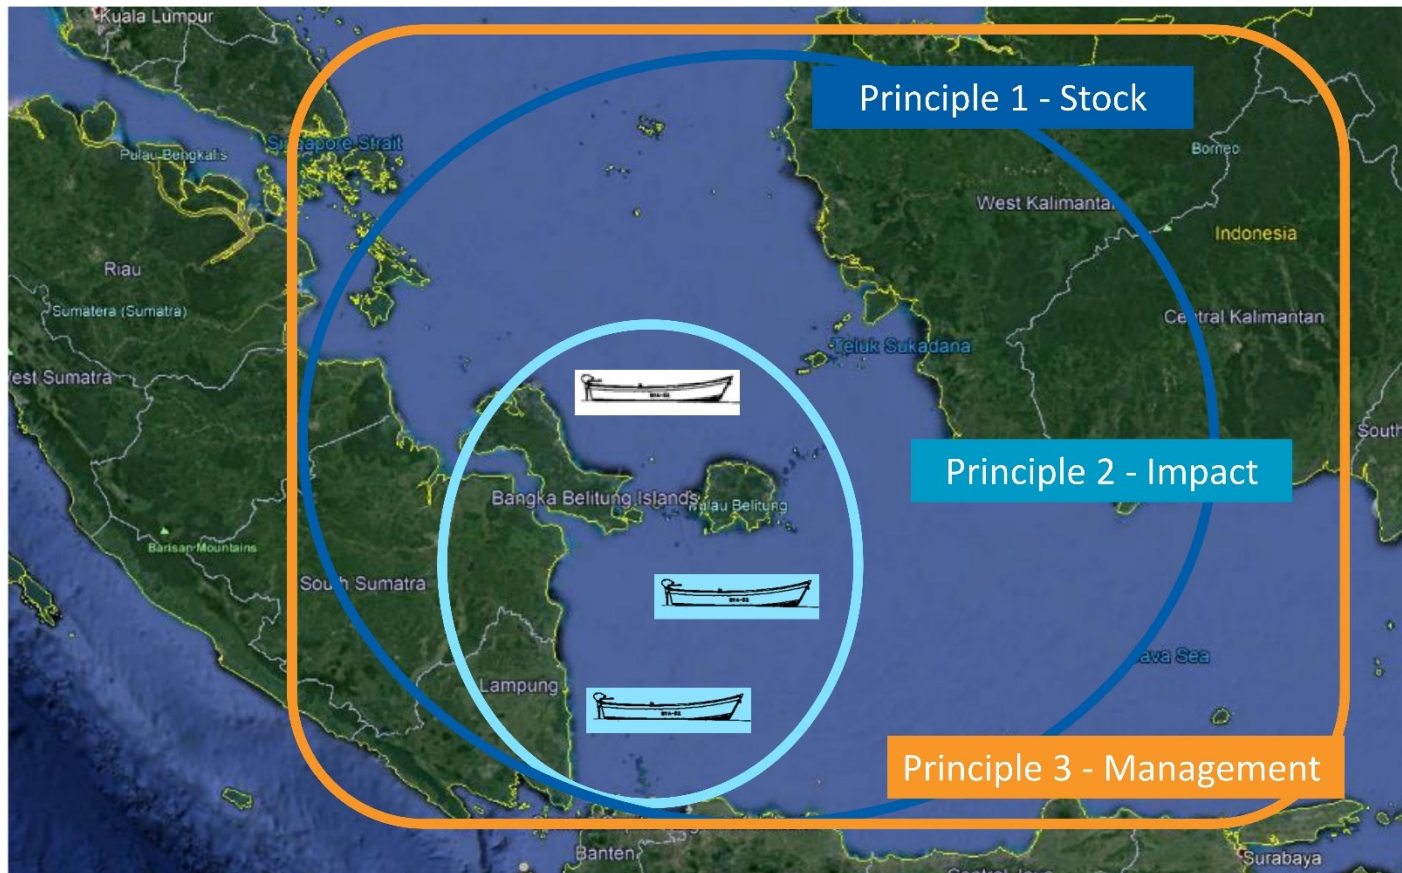 Kuala Lumpur
Principle 1 - Stock
Singapore Strait
Pulau Bengkalis
Borneo
West Kalimantan
Indonesia
Riau
Sumatera (Sumatra)
Central Kalimantan
Teluk Sukadana
West Sumatra
South
Principle 2 - Impact
Bangka Belitung Islands
Pulau Belitung
Barisan Mountains
South Sumatra
Java Sea
Lampung
Principle 3 - Management
Banten
Surabaya